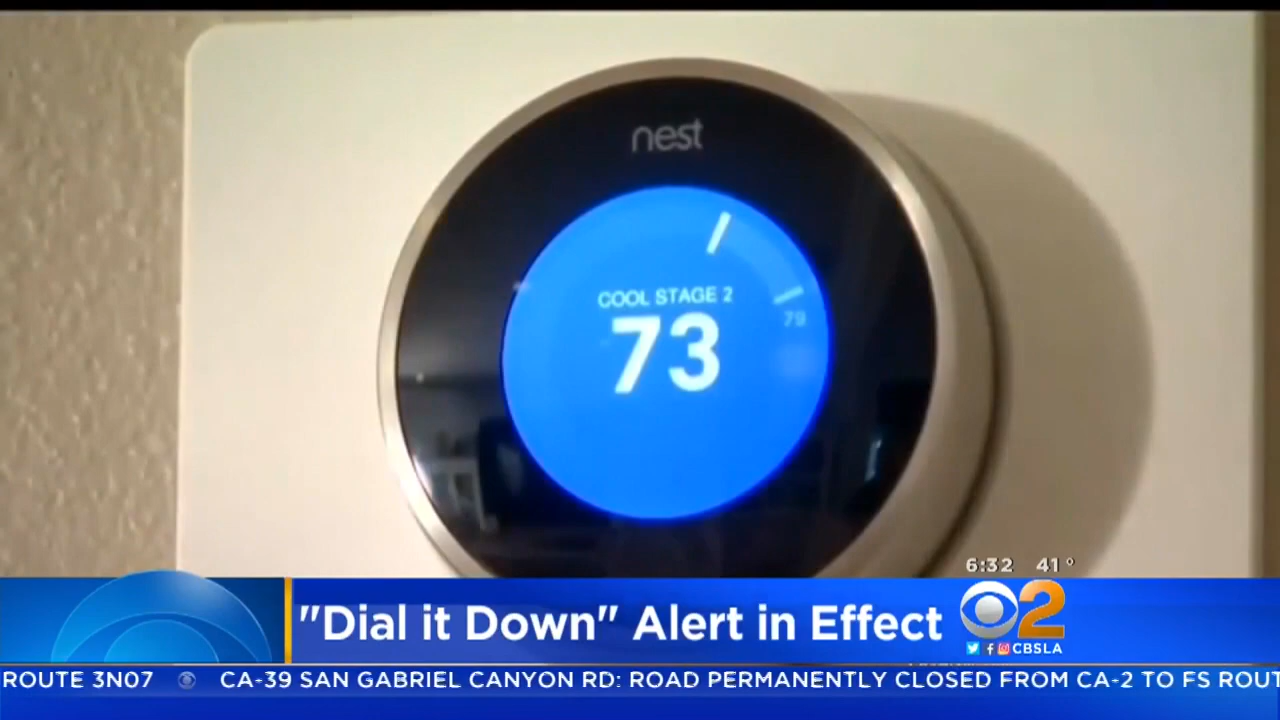 nest
COOL STAGE 2
73
79
6:32 41°
"Dial it Down" Alert in Effect
2
CBSLA
ROUTE 3N07 CA-39 SAN GABRIEL CANYON RD: ROAD PERMANENTLY CLOSED FROM CA-2 TO FS ROUT